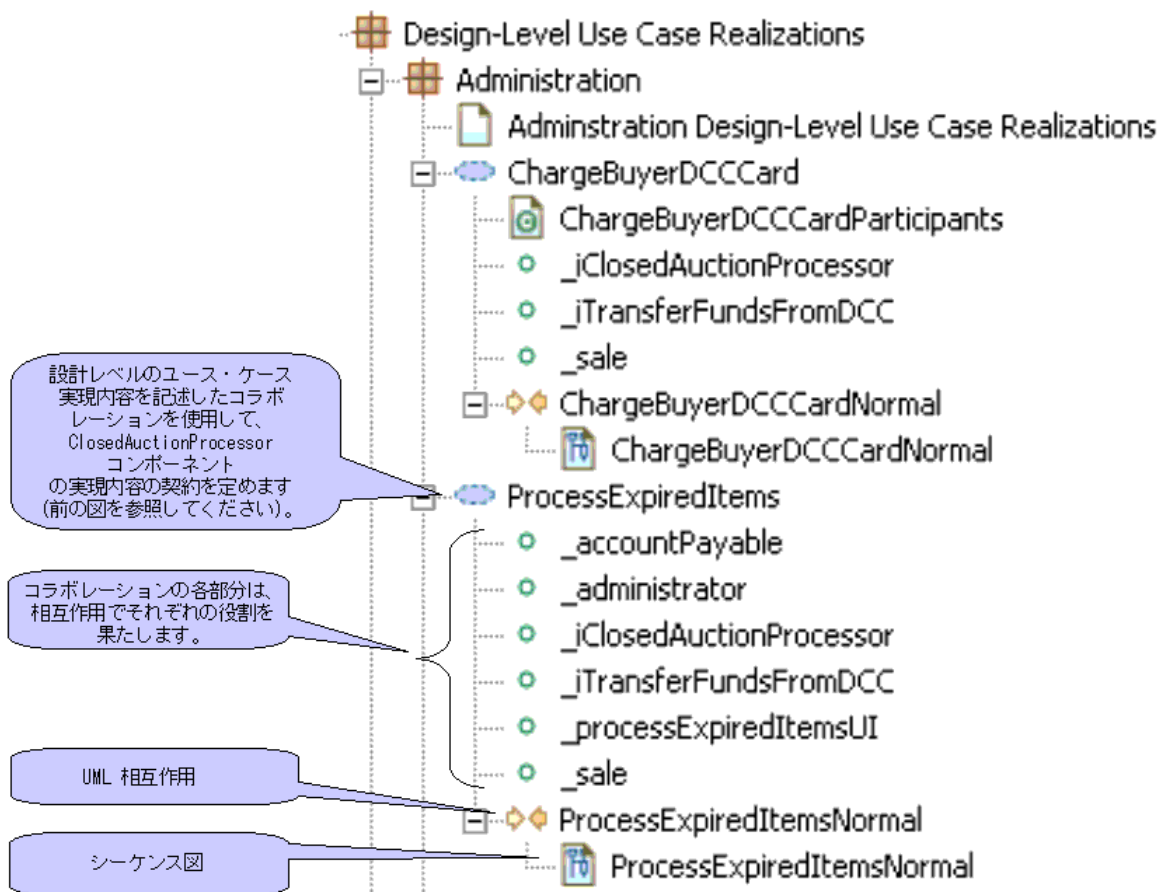 Design-Level Use Case Realizations
Administration
Adminstration Design-Level Use Case Realizations
ChargeBuyerDCCCard
ChargeBuyerDCCCardParticipants
_iClosedAuctionProcessor
_iTransferFundsFromDCC
_sale
ChargeBuyerDCCCardNormal
ChargeBuyerDCCCardNormal
設計レベルのユース・ケース
実現内容を記述したコラボ
レーションを使用して、
ClosedAuctionProcessor
コンポーネント
の実現内容の契約を定めます
(前の図を参照してください)。
ProcessExpiredItems
_accountPayable
_administrator
_iClosedAuctionProcessor
_iTransferFundsFromDCC
_processExpiredItemsUI
_sale
コラボレーションの各部分は、
相互作用でそれぞれの役割を
果たします。
UML 相互作用
ProcessExpiredItemsNormal
シーケンス図
ProcessExpiredItemsNormal